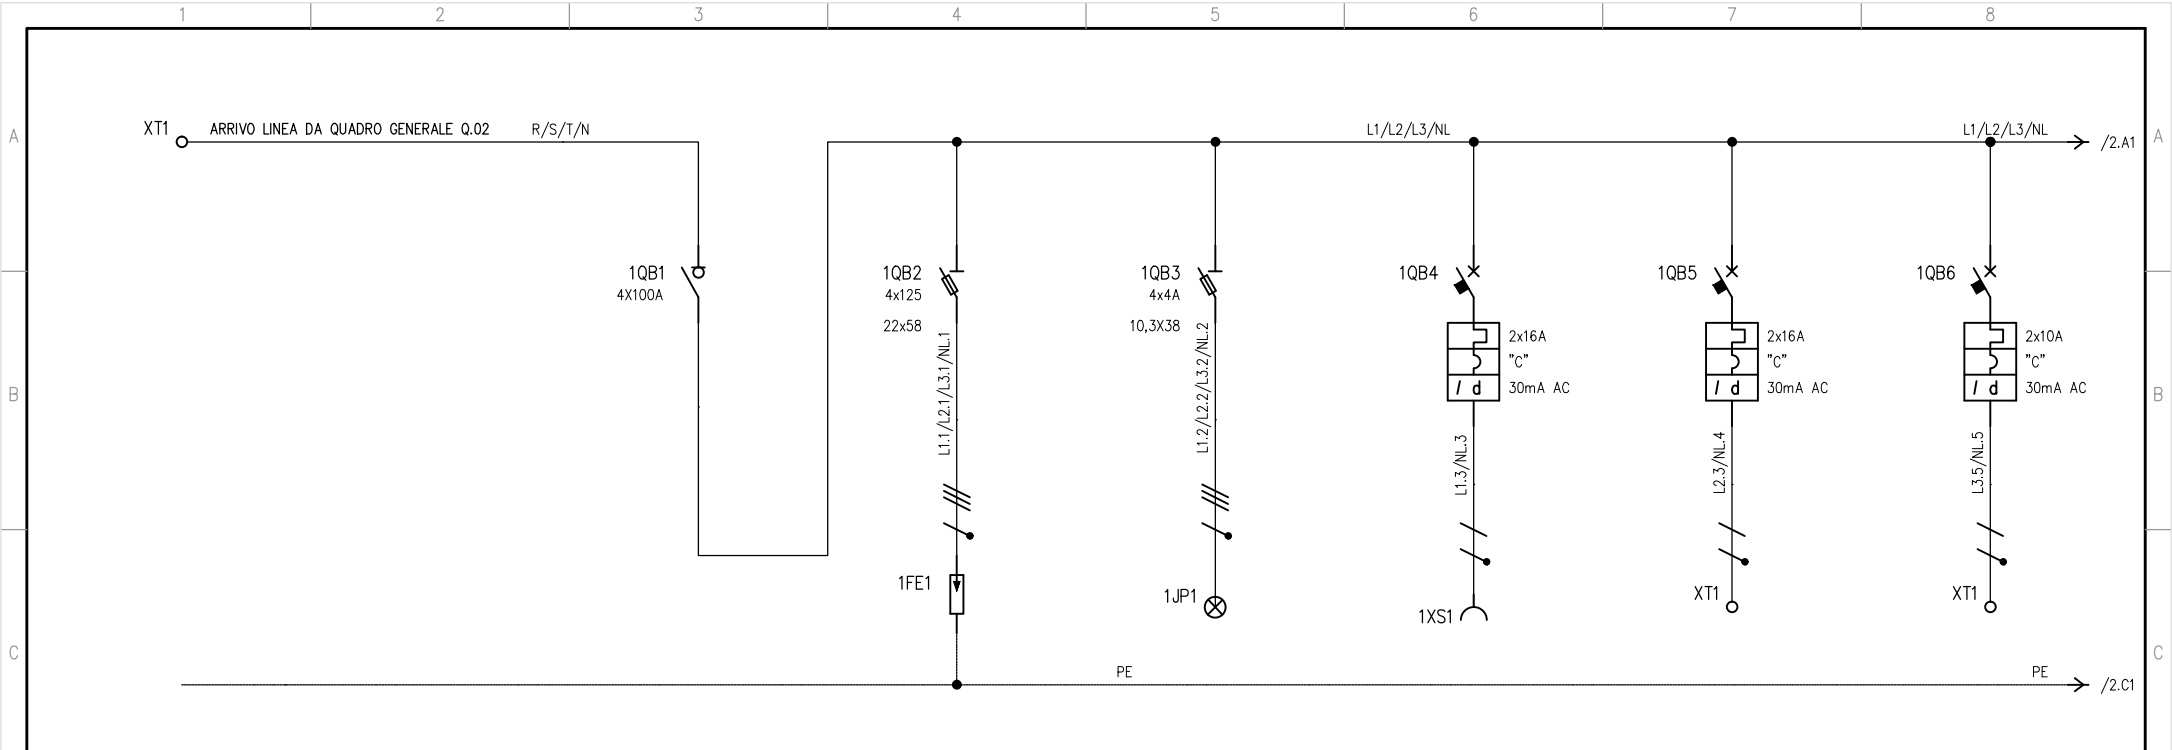 1 2 3 4 5 6 7 8
A A
XT1 ARRIVO LINEA DA QUADRO GENERALE Q.02 R/S/T/N L1/L2/L3/NL L1/L2/L3/NL /2.A1
1QB1
4X100A
1QB2
4x125
22x58
L1.1/L2.1/L3.1/NL.1
1QB3
4x4A
10,3X38
L1.2/L2.2/L3.2/NL.2
1QB4
2x16A
"C"
I d 30mA AC
L1.3/NL.3
1QB5
2x16A
"C"
I d 30mA AC
L2.3/NL.4
1QB6
2x10A
"C"
I d 30mA AC
L3.5/NL.5
B B
1FE1
1JP1
1XS1
XT1
XT1
C C
PE PE /2.C1